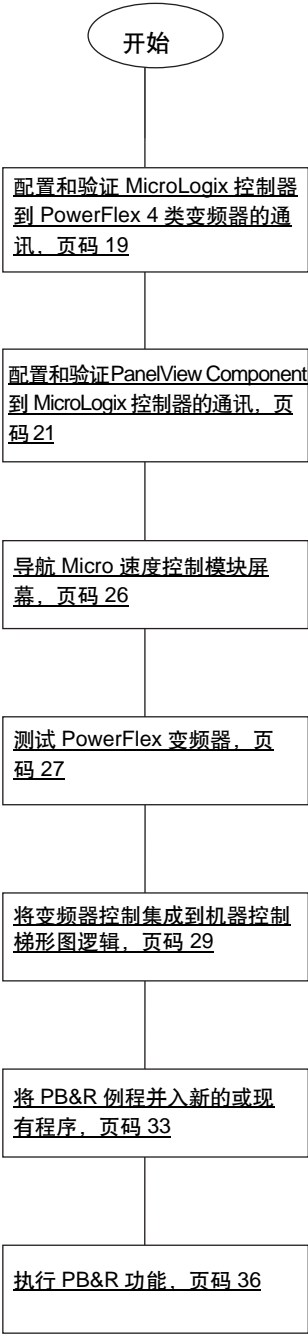 开始
配置和验证 MicroLogix 控制器
到 PowerFlex 4 类变频器的通
讯，页码 19
配置和验证PanelView Component
到 MicroLogix 控制器的通讯，页
码 21
导航 Micro 速度控制模块屏
幕，页码 26
测试 PowerFlex 变频器，页
码 27
将变频器控制集成到机器控制
梯形图逻辑，页码 29
将 PB&R 例程并入新的或现
有程序，页码 33
执行 PB&R 功能，页码 36